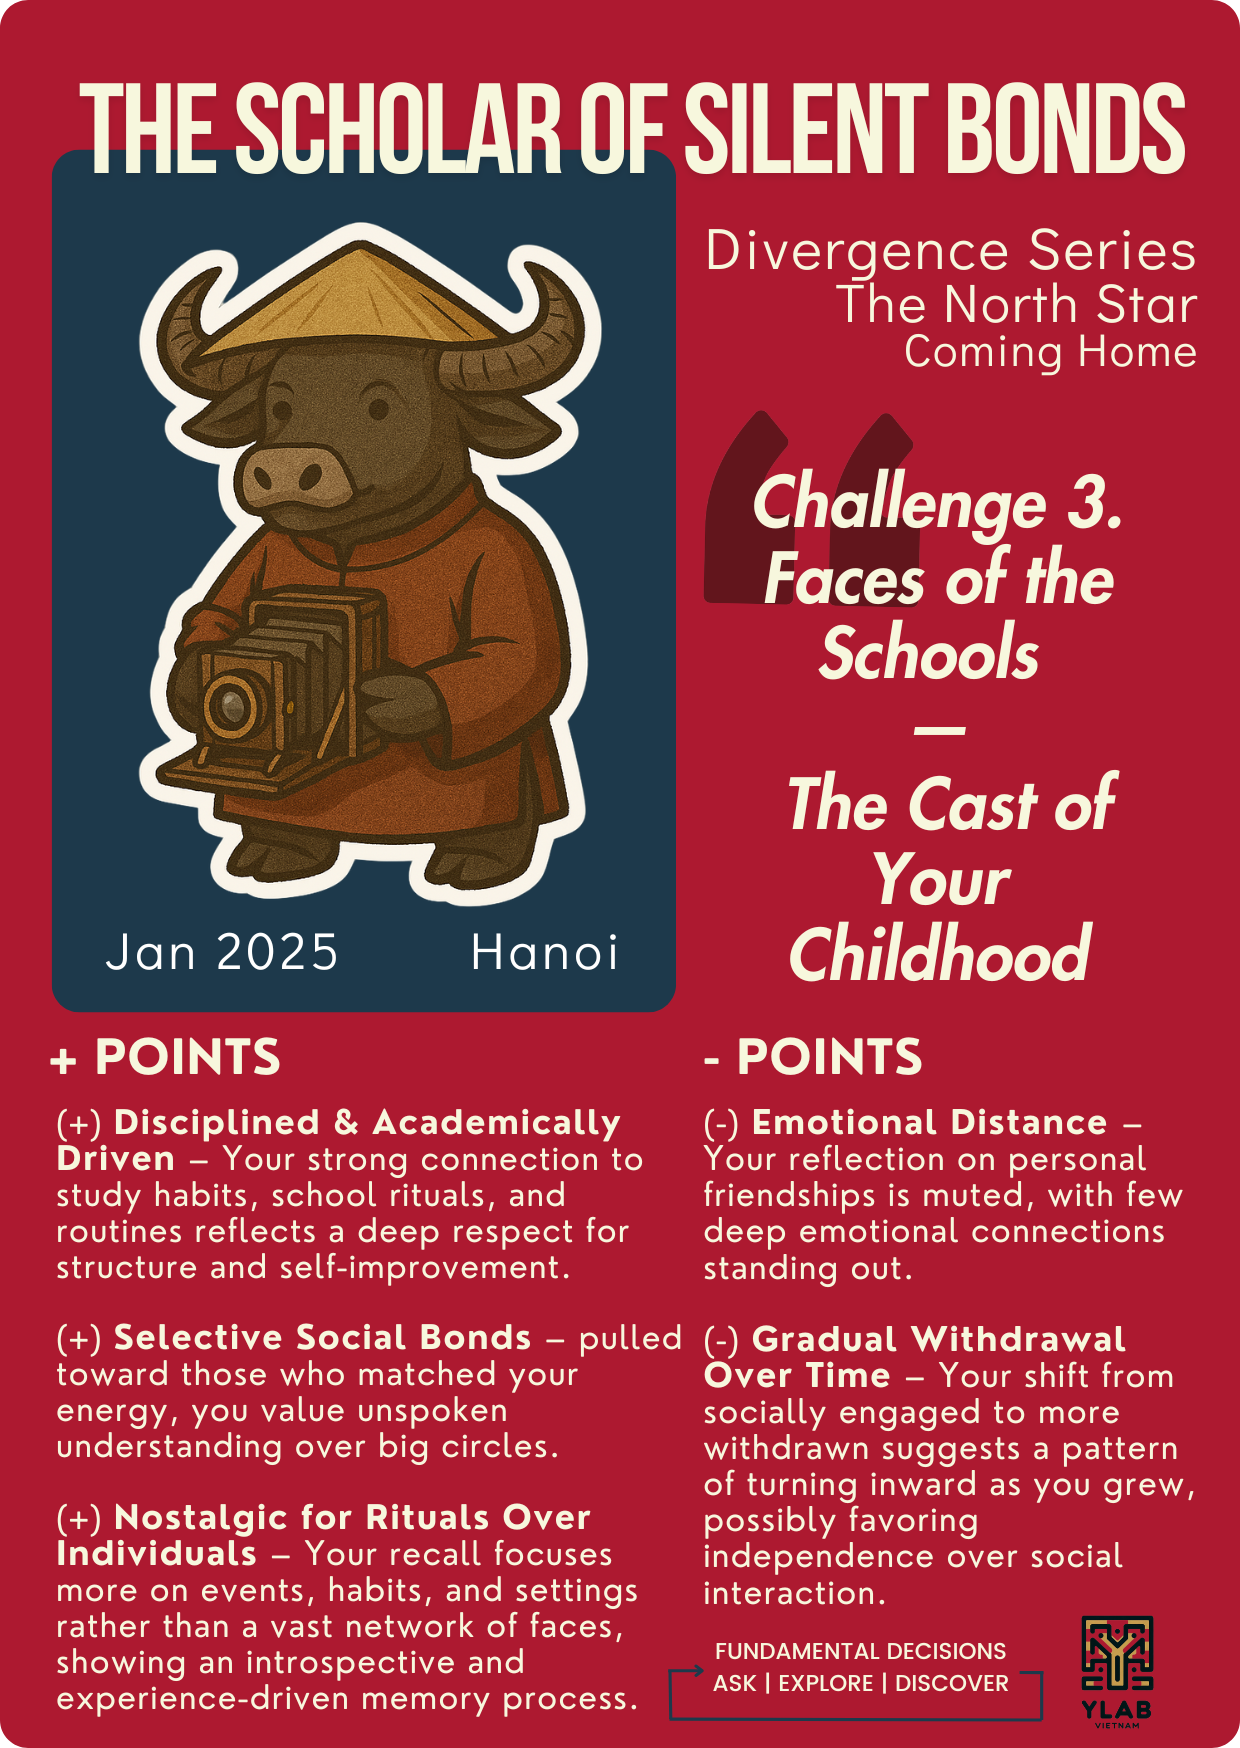 THE SCHOLAR OF SILENT BONDS
Divergence Series
The North Star
Coming Home
Challenge 3.
Faces of the
Schools
—
The Cast of
Your
Childhood
Jan 2025 Hanoi
+ POINTS
(+) Disciplined & Academically
Driven – Your strong connection to
study habits, school rituals, and
routines reflects a deep respect for
structure and self-improvement.
(+) Selective Social Bonds – pulled
toward those who matched your
energy, you value unspoken
understanding over big circles.
(+) Nostalgic for Rituals Over
Individuals – Your recall focuses
more on events, habits, and settings
rather than a vast network of faces,
showing an introspective and
experience-driven memory process.
- POINTS
(-) Emotional Distance –
Your reflection on personal
friendships is muted, with few
deep emotional connections
standing out.
(-) Gradual Withdrawal
Over Time – Your shift from
socially engaged to more
withdrawn suggests a pattern
of turning inward as you grew,
possibly favoring
independence over social
interaction.
FUNDAMENTAL DECISIONS
ASK | EXPLORE | DISCOVER
YLAB
VIETNAM